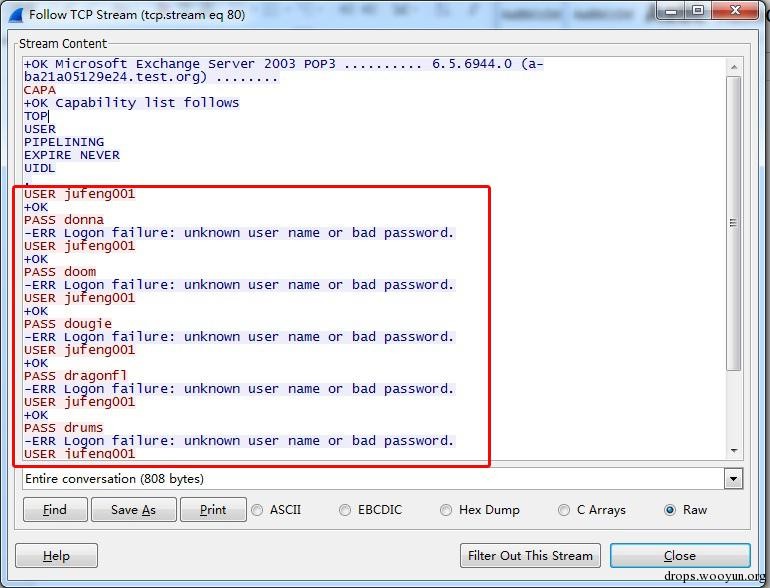 Follow TCP Stream (tcp.stream eq 80)
Stream Content
+OK Microsoft Exchange Server 2003 POP3 .......... 6.5.6944.0 (a-
ba21a05129e24.test.org) ........
CAPA
+OK Capability list follows
TOP
USER
PIPELINING
EXPIRE NEVER
UIDL
.
USER jufeng001
+OK
PASS donna
-ERR Logon failure: unknown user name or bad password.
USER jufeng001
+OK
PASS doom
-ERR Logon failure: unknown user name or bad password.
USER jufeng001
+OK
PASS dougie
-ERR Logon failure: unknown user name or bad password.
USER jufeng001
+OK
PASS dragonfl
-ERR Logon failure: unknown user name or bad password.
USER jufeng001
+OK
PASS drums
-ERR Logon failure: unknown user name or bad password.
USER jufeng001
Entire conversation (808 bytes)
Find Save As Print ASCII EBCDIC Hex Dump C Arrays Raw
Help Filter Out This Stream Close
drops.wooyun.org